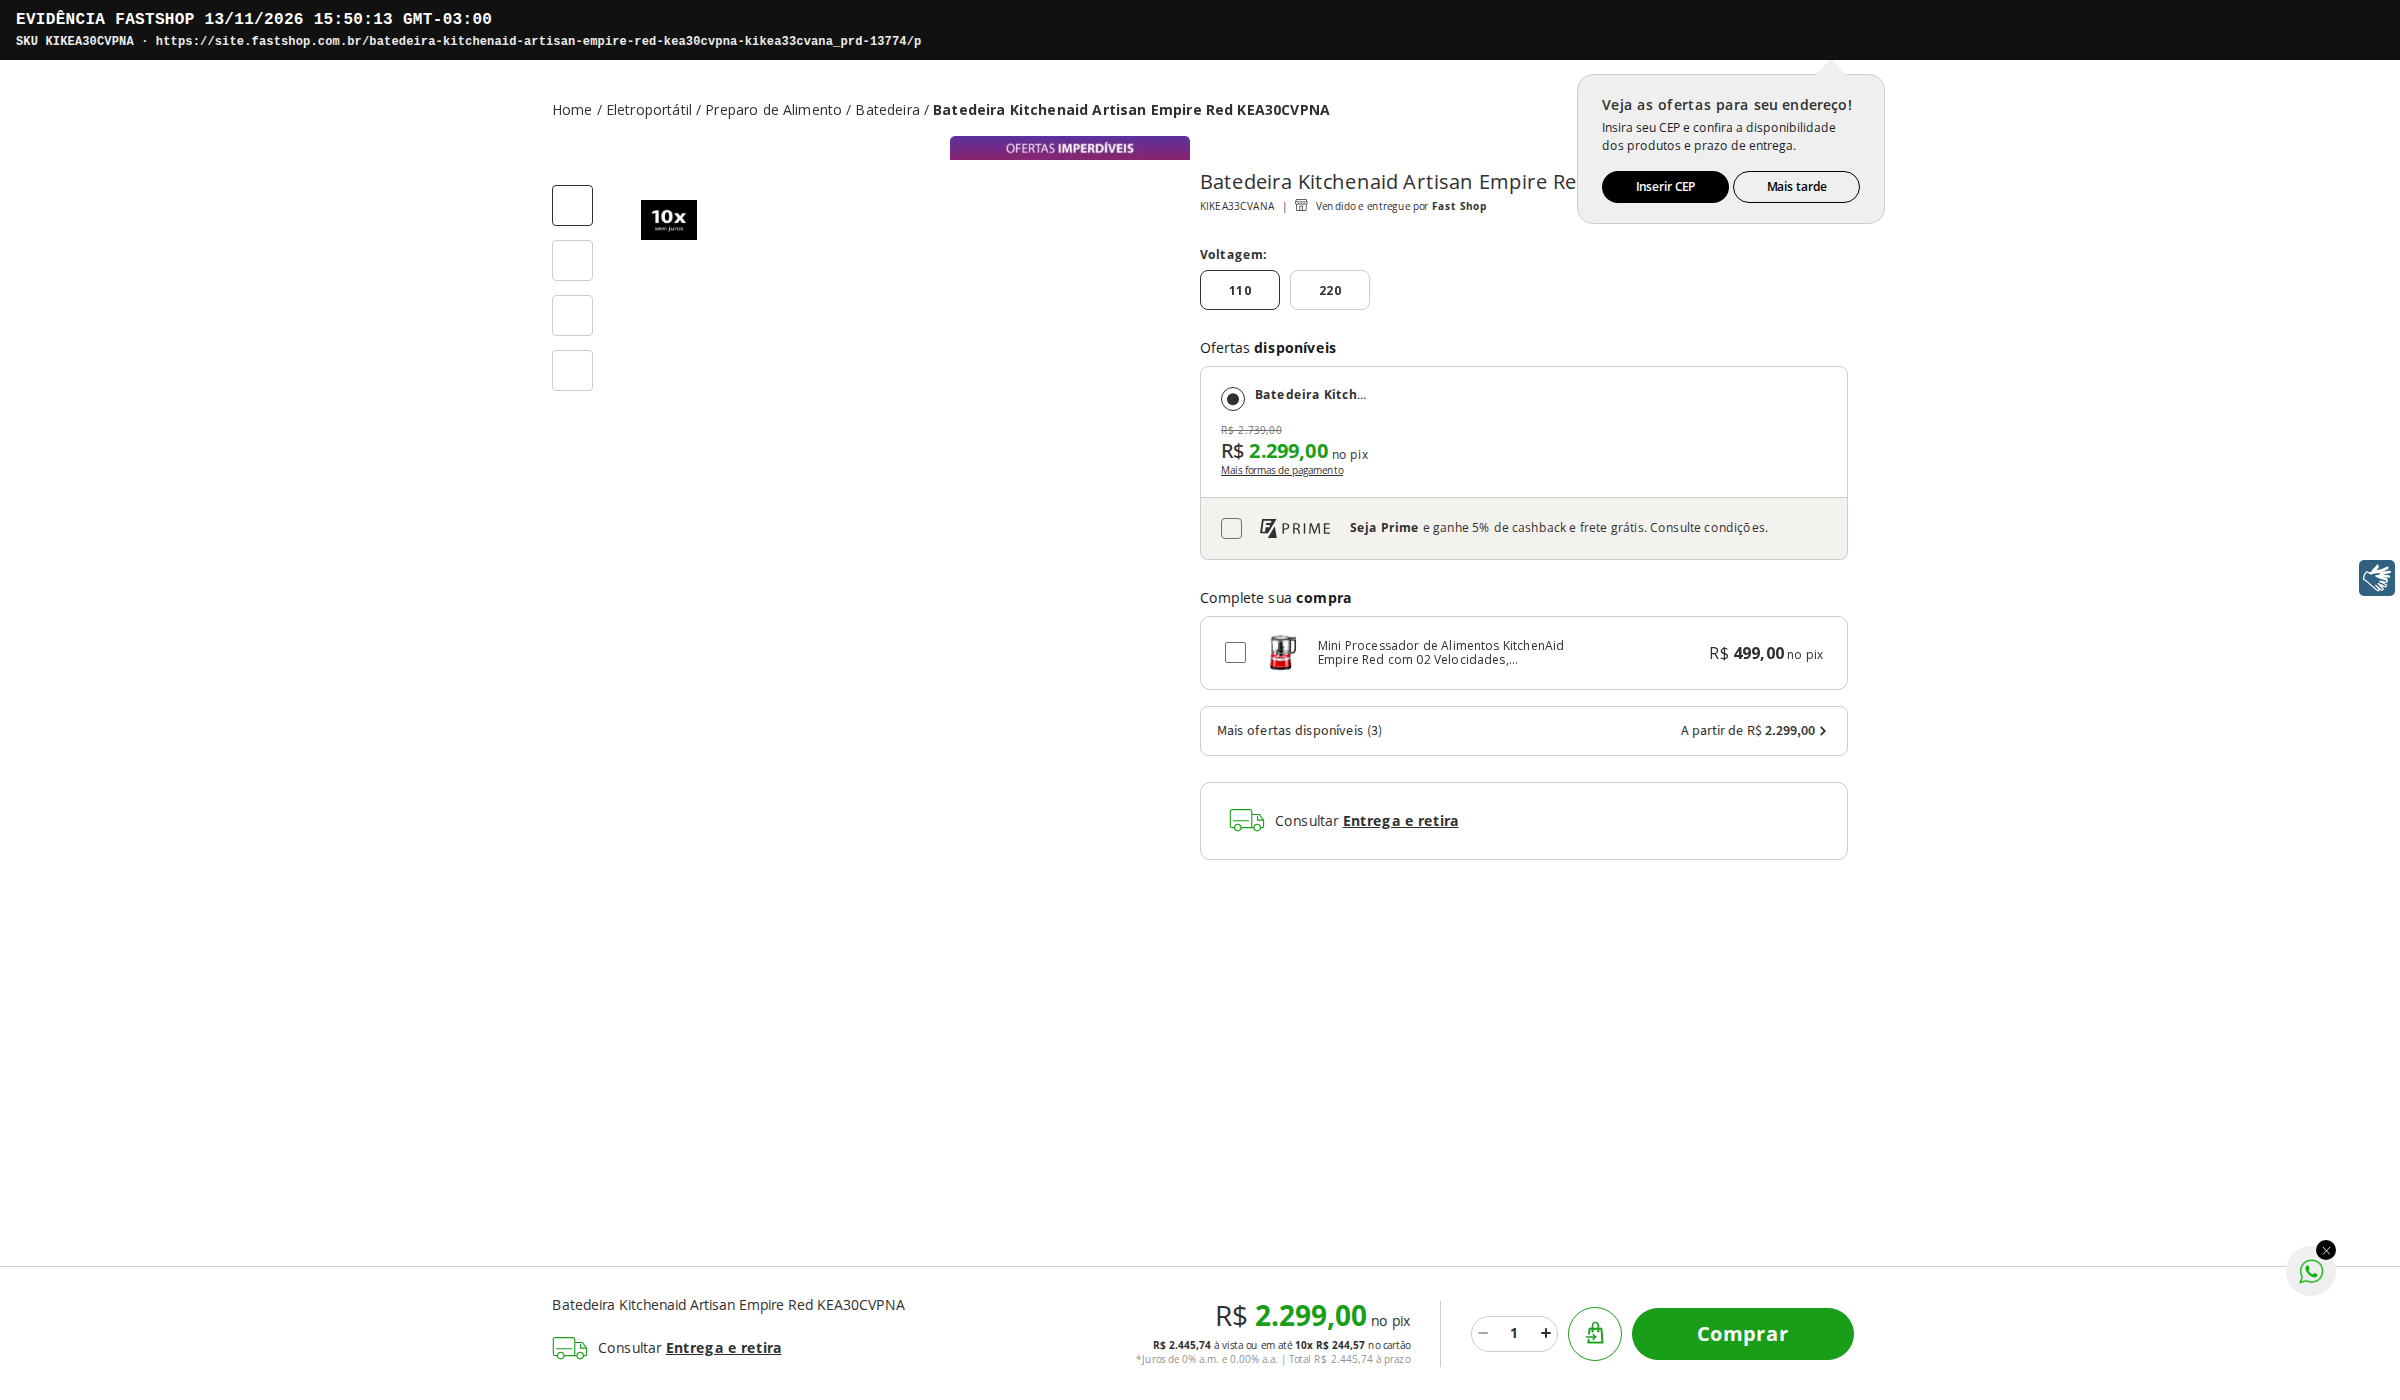 EVIDÊNCIA FASTSHOP 13/11/2026 15:50:13 GMT-03:00
SKU KIKEA30CVPNA · https://site.fastshop.com.br/batedeira-kitchenaid-artisan-empire-red-kea30cvpna-kikea33cvana_prd-13774/p
Home / Eletroportátil / Preparo de Alimento / Batedeira / Batedeira Kitchenaid Artisan Empire Red KEA30CVPNA
Veja as ofertas para seu endereço!
Insira seu CEP e confira a disponibilidade
dos produtos e prazo de entrega.
Inserir CEP
Mais tarde
OFERTAS IMPERDÍVEIS
10x
sem juros
Batedeira Kitchenaid Artisan Empire Re
KIKEA33CVANA | Vendido e entregue por Fast Shop
Voltagem:
110
220
Ofertas disponíveis
Batedeira Kitch...
R$ 2.739,00
R$ 2.299,00 no pix
Mais formas de pagamento
PRIME
Seja Prime e ganhe 5% de cashback e frete grátis. Consulte condições.
Complete sua compra
Mini Processador de Alimentos KitchenAid
Empire Red com 02 Velocidades,...
R$ 499,00 no pix
Mais ofertas disponíveis (3)
A partir de R$ 2.299,00
Consultar Entrega e retira
Batedeira Kitchenaid Artisan Empire Red KEA30CVPNA
Consultar Entrega e retira
R$ 2.299,00 no pix
R$ 2.445,74 à vista ou em até 10x R$ 244,57 no cartão
*Juros de 0% a.m. e 0.00% a.a. | Total R$ 2.445,74 à prazo
1
Comprar